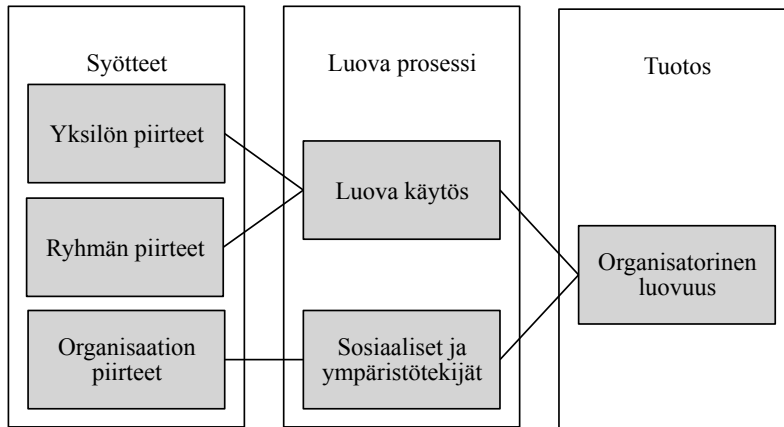 Syötteet
Yksilön piirteet
Ryhmän piirteet
Organisaation
piirteet
Luova prosessi
Luova käytös
Sosiaaliset ja
ympäristötekijät
Tuotos
Organisatorinen
luovuus